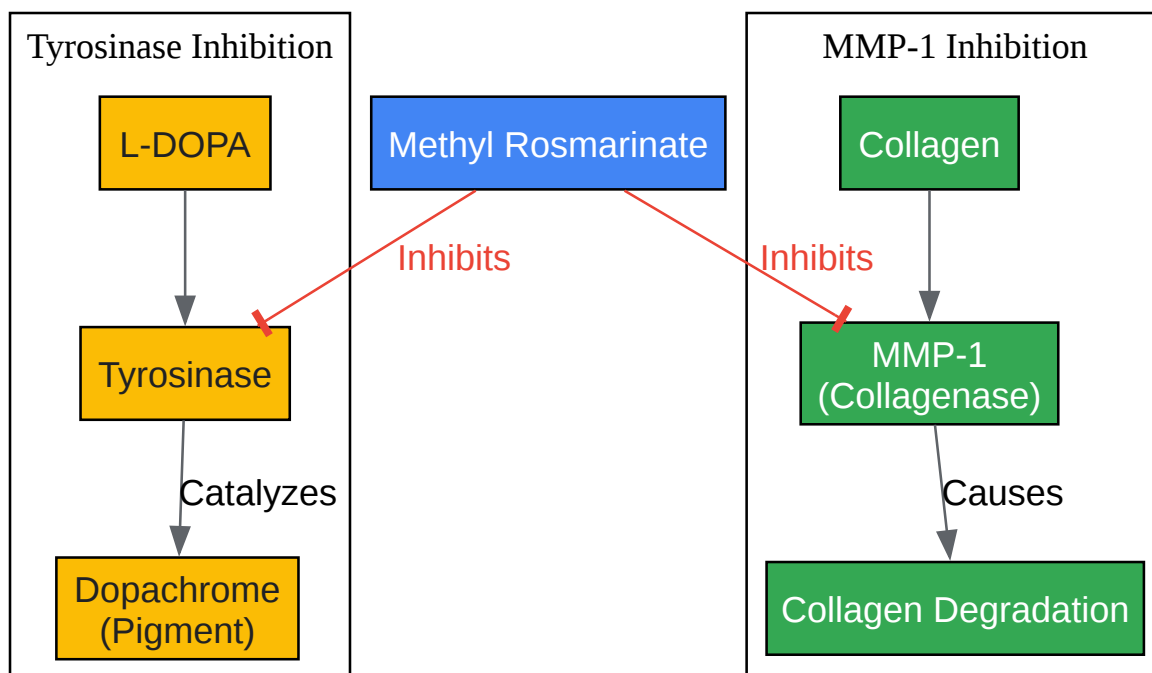 Tyrosinase Inhibition
L-DOPA
Tyrosinase
Catalyzes
Dopachrome
(Pigment)
Methyl Rosmarinate
Inhibits
Inhibits
MMP-1 Inhibition
Collagen
MMP-1
(Collagenase)
Causes
Collagen Degradation